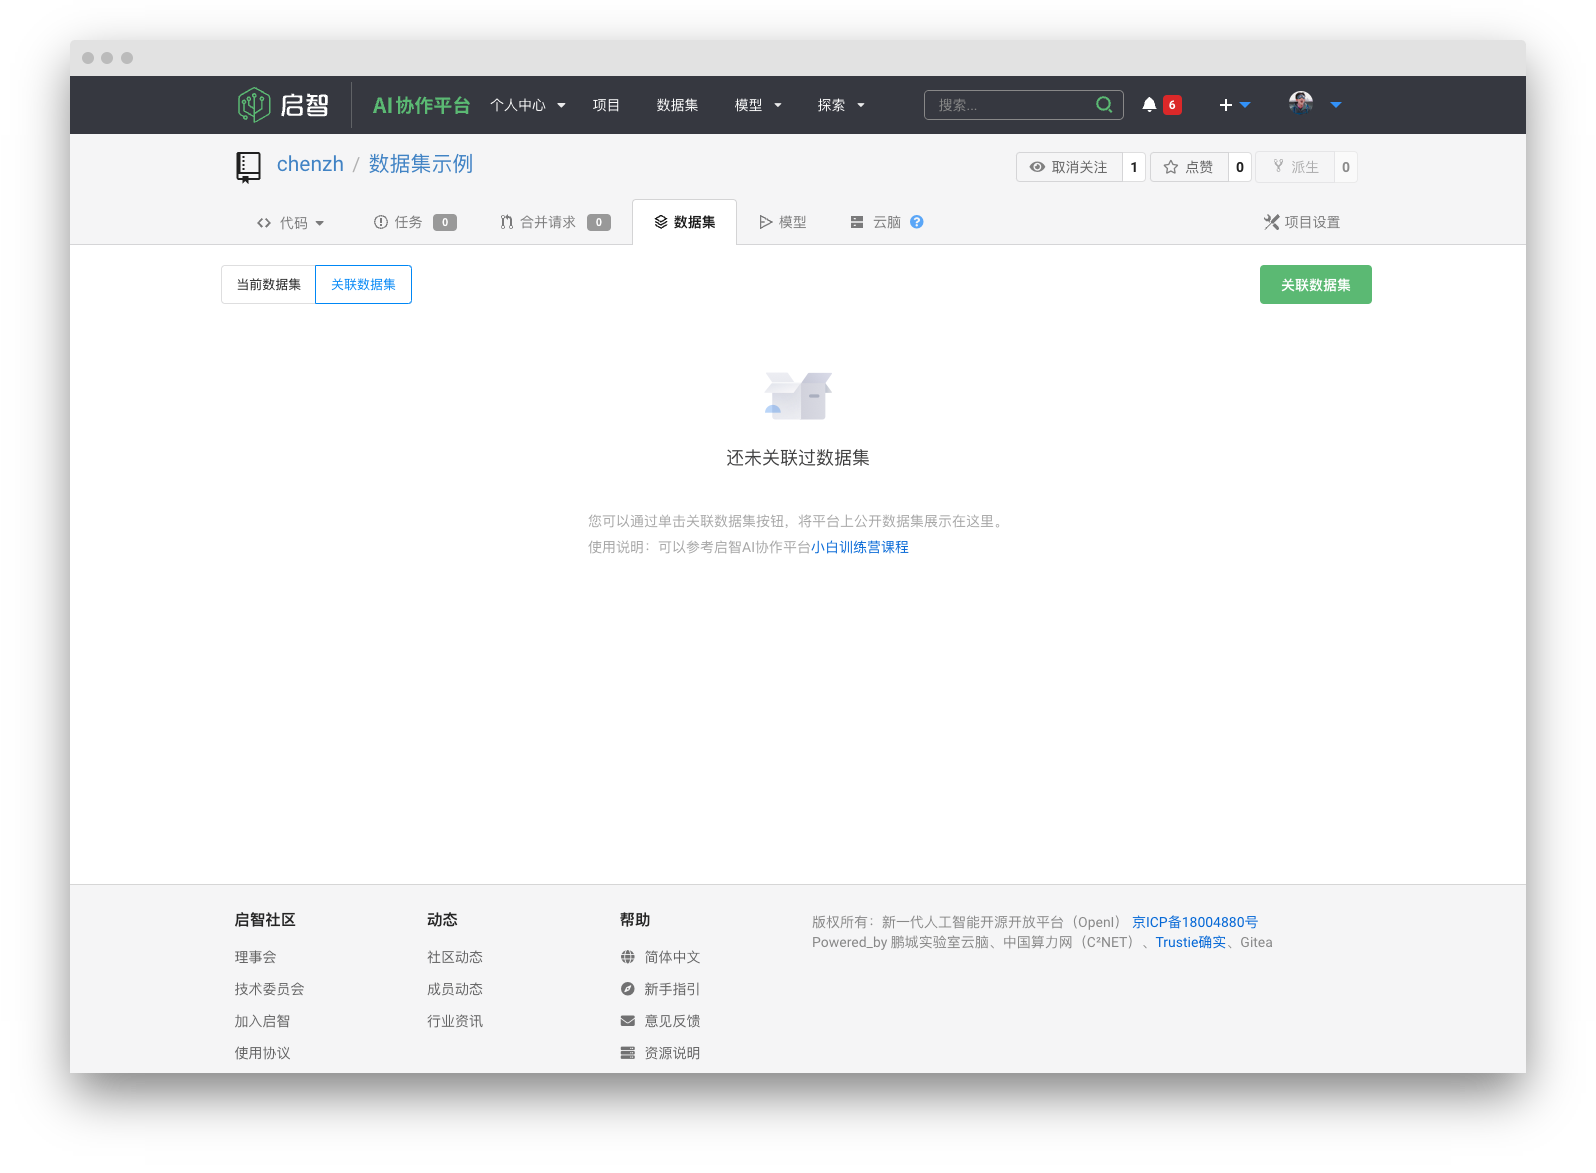 启智 AI协作平台 个人中心 项目 数据集 模型 探索 搜索... 6
chenzh / 数据集示例 取消关注 1 点赞 0 派生 0
代码 任务 0 合并请求 0 数据集 模型 云脑 ? 项目设置
当前数据集 关联数据集 关联数据集
还未关联过数据集
您可以通过单击关联数据集按钮，将平台上公开数据集展示在这里。
使用说明：可以参考启智AI协作平台小白训练营课程
启智社区
理事会
技术委员会
加入启智
使用协议
动态
社区动态
成员动态
行业资讯
帮助
简体中文
新手指引
意见反馈
资源说明
版权所有：新一代人工智能开源开放平台（OpenI） 京ICP备18004880号
Powered_by 鹏城实验室云脑、中国算力网（C²NET）、Trustie确实、Gitea